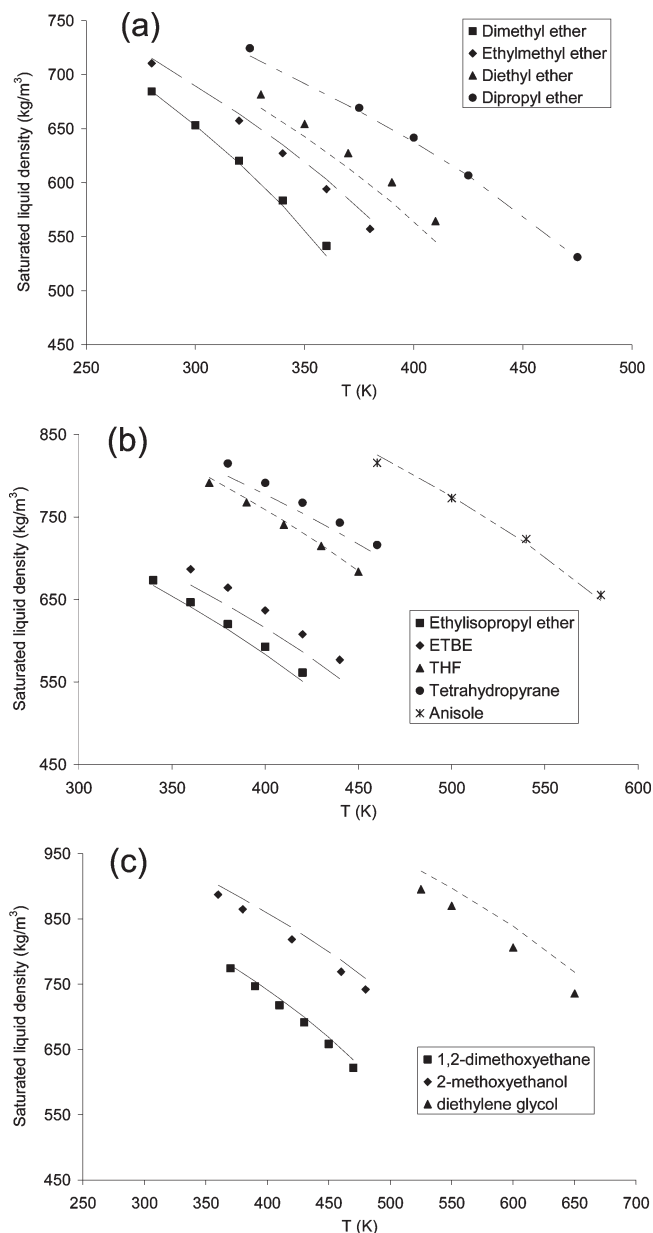 (a)
Dimethyl ether
Ethylmethyl ether
Diethyl ether
Dipropyl ether
Saturated liquid density (kg/m³)
750
700
650
600
550
500
450
250 300 350 400 450 500
T (K)
(b)
Saturated liquid density (kg/m³)
850
750
650
550
450
Ethylisopropyl ether
ETBE
THF
Tetrahydropyrane
Anisole
300 350 400 450 500 550 600
T (K)
(c)
Saturated liquid density (kg/m³)
950
850
750
650
550
450
1,2-dimethoxyethane
2-methoxyethanol
diethylene glycol
250 300 350 400 450 500 550 600 650 700
T (K)